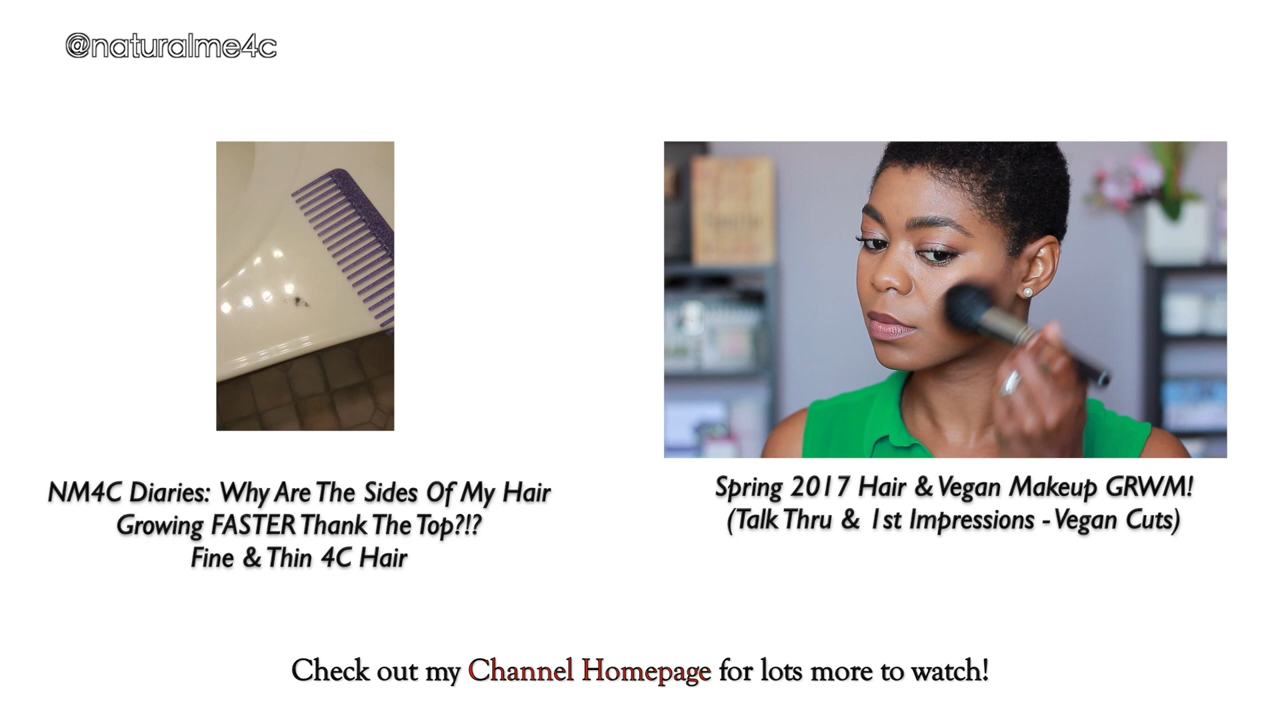 @naturalme4c
NM4C Diaries: Why Are The Sides Of My Hair
Growing FASTER Thank The Top?!?
Fine & Thin 4C Hair
Spring 2017 Hair & Vegan Makeup GRWM!
(Talk Thru & 1st Impressions - Vegan Cuts)
Check out my Channel Homepage for lots more to watch!